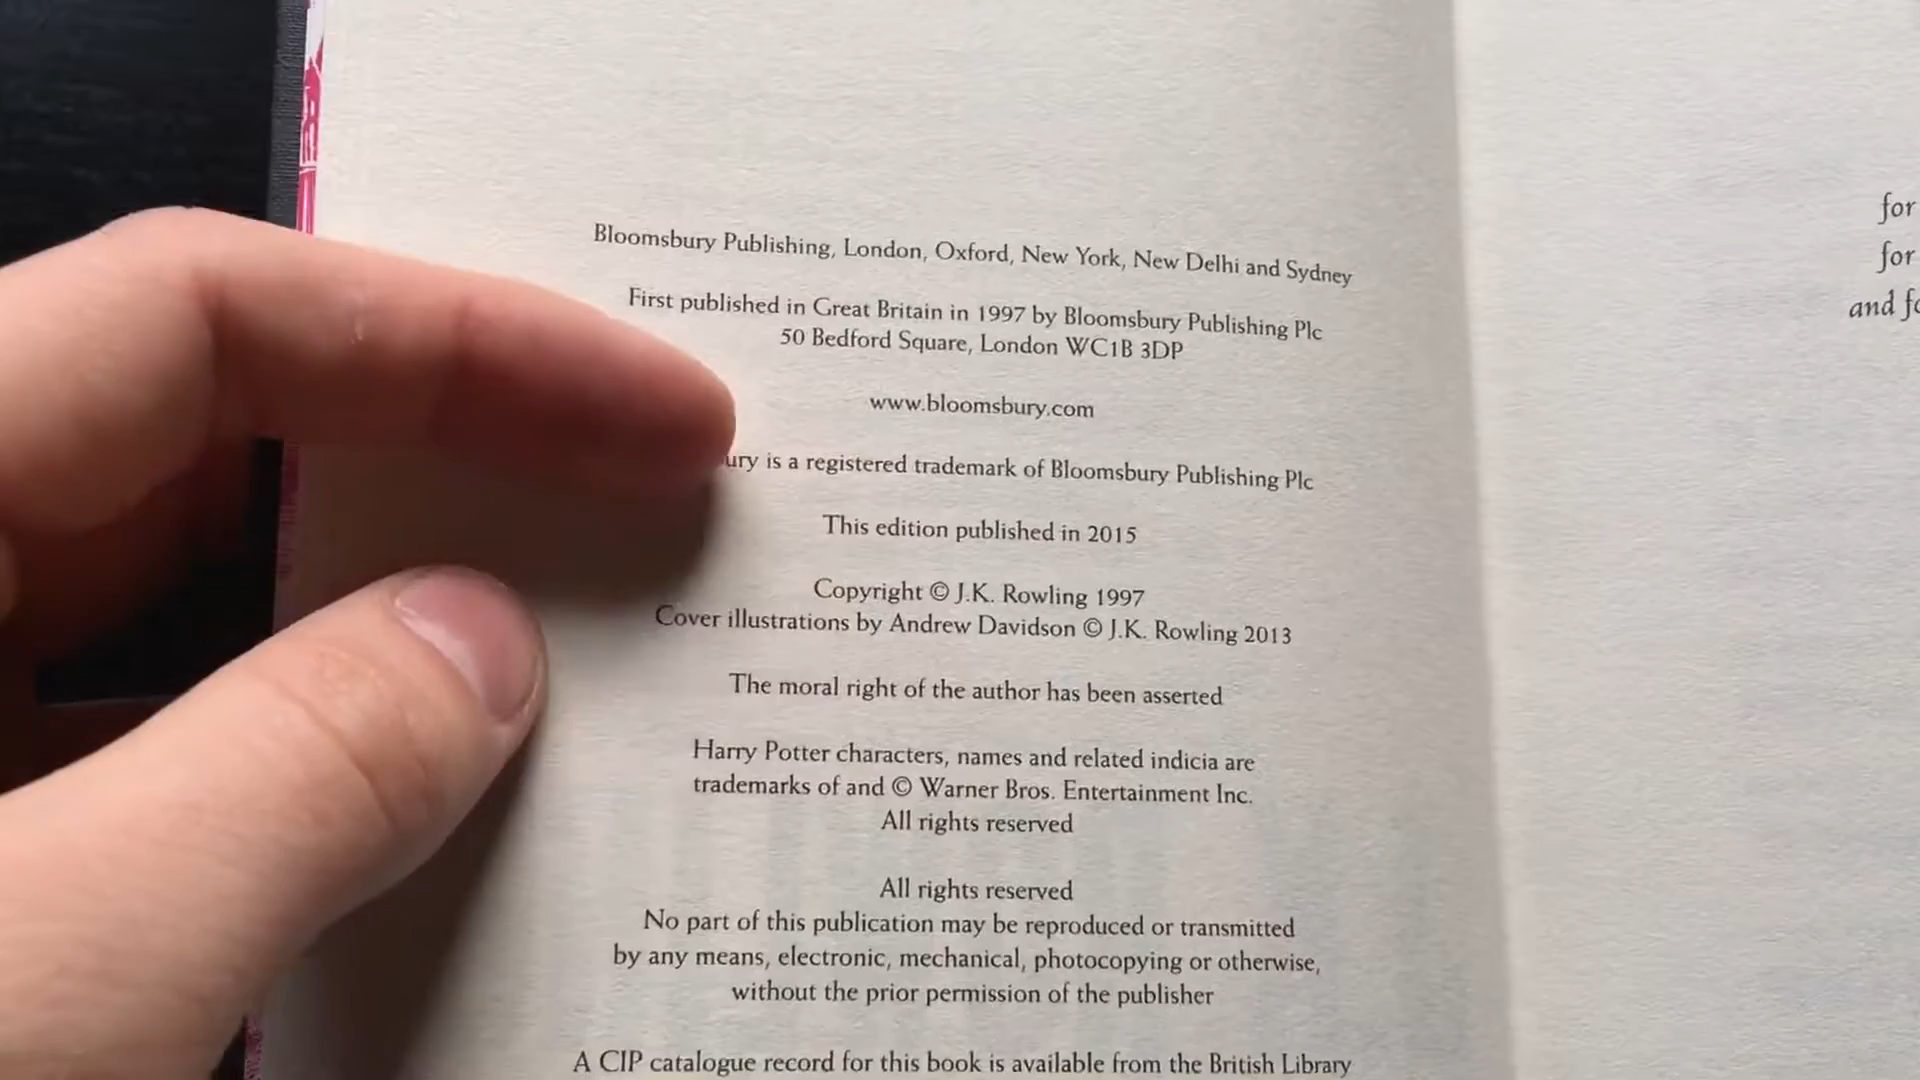 Bloomsbury Publishing, London, Oxford, New York, New Delhi and Sydney
First published in Great Britain in 1997 by Bloomsbury Publishing Plc
50 Bedford Square, London WC1B 3DP
www.bloomsbury.com
is a registered trademark of Bloomsbury Publishing Plc
This edition published in 2015
Copyright © J.K. Rowling 1997
Cover illustrations by Andrew Davidson © J.K. Rowling 2013
The moral right of the author has been asserted
Harry Potter characters, names and related indicia are
trademarks of and © Warner Bros. Entertainment Inc.
All rights reserved
All rights reserved
No part of this publication may be reproduced or transmitted
by any means, electronic, mechanical, photocopying or otherwise,
without the prior permission of the publisher
A CIP catalogue record for this book is available from the British Library
for
for
and